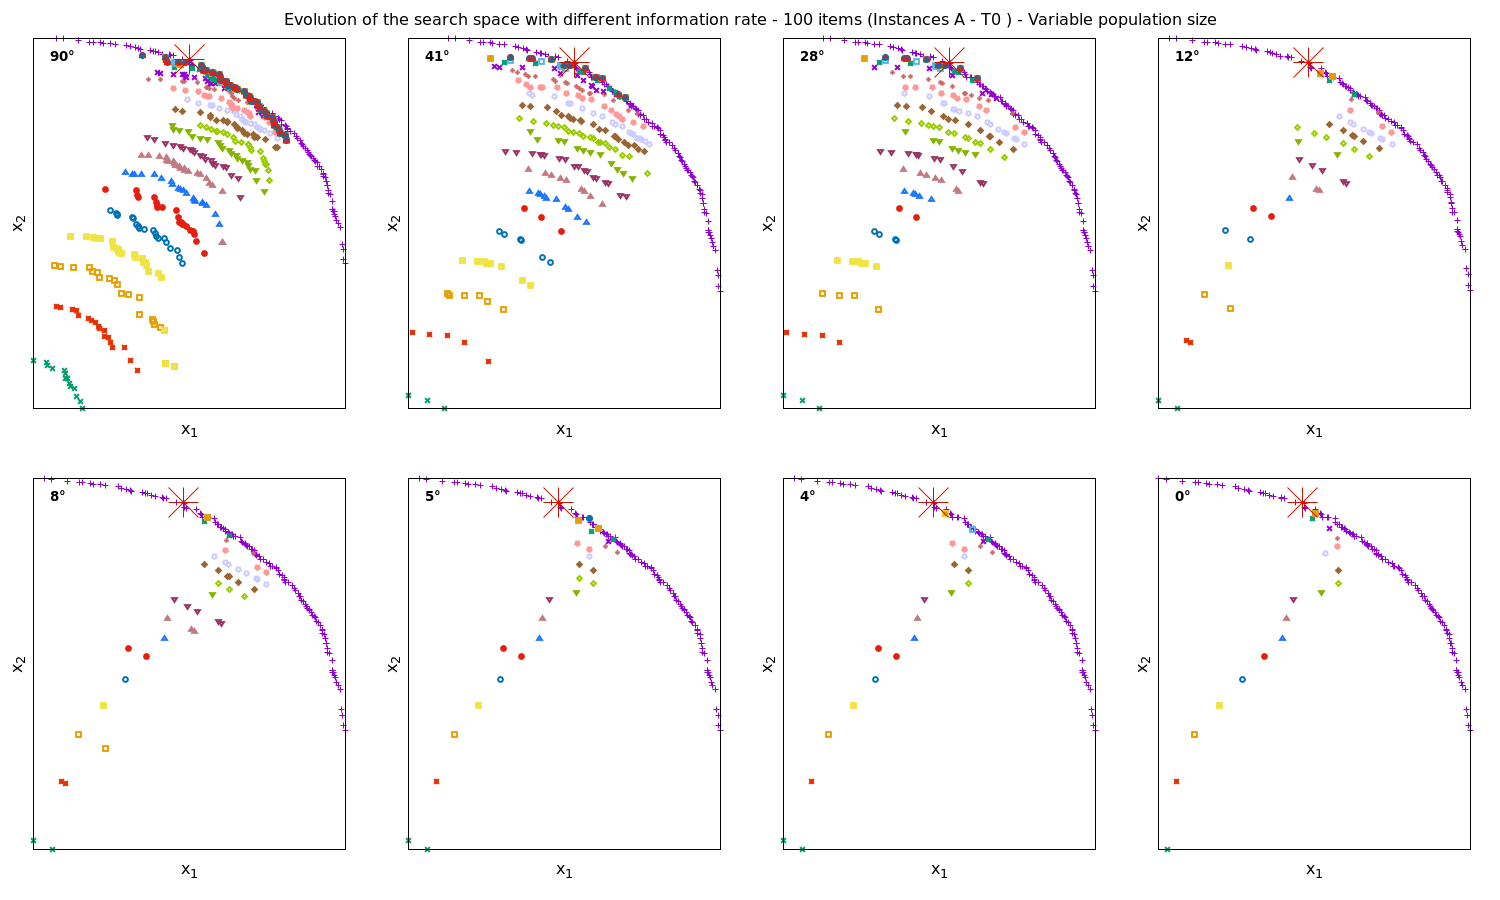 Evolution of the search space with different information rate - 100 items (Instances A - T0 ) - Variable population size
90°
41°
28°
12°
x2
x2
x2
x2
x1
x1
x1
x1
8°
5°
4°
0°
x2
x2
x2
x2
x1
x1
x1
x1